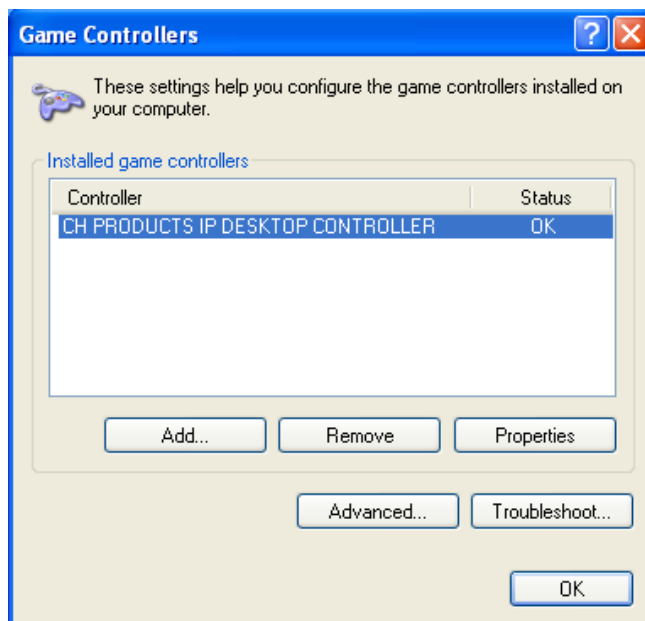 Game Controllers
These settings help you configure the game controllers installed on
your computer.
Installed game controllers
Controller Status
CH PRODUCTS IP DESKTOP CONTROLLER OK
Add... Remove Properties
Advanced... Troubleshoot...
OK